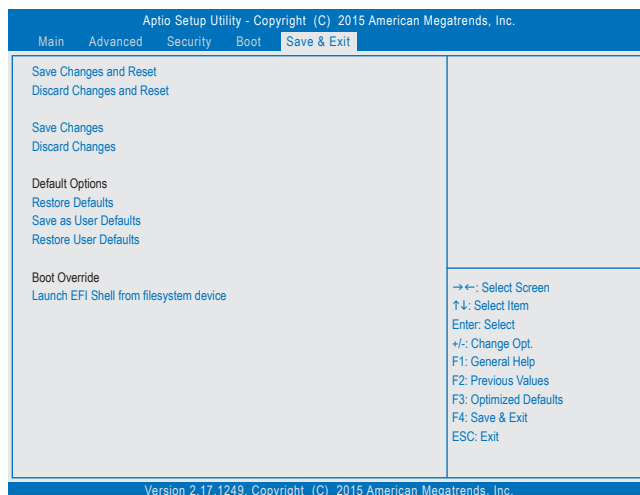 Aptio Setup Utility - Copyright (C) 2015 American Megatrends, Inc.
Main Advanced Security Boot Save & Exit
Save Changes and Reset
Discard Changes and Reset
Save Changes
Discard Changes
Default Options
Restore Defaults
Save as User Defaults
Restore User Defaults
Boot Override
Launch EFI Shell from filesystem device
→←: Select Screen
↑↓: Select Item
Enter: Select
+/-: Change Opt.
F1: General Help
F2: Previous Values
F3: Optimized Defaults
F4: Save & Exit
ESC: Exit
Version 2.17.1249. Copyright (C) 2015 American Megatrends, Inc.